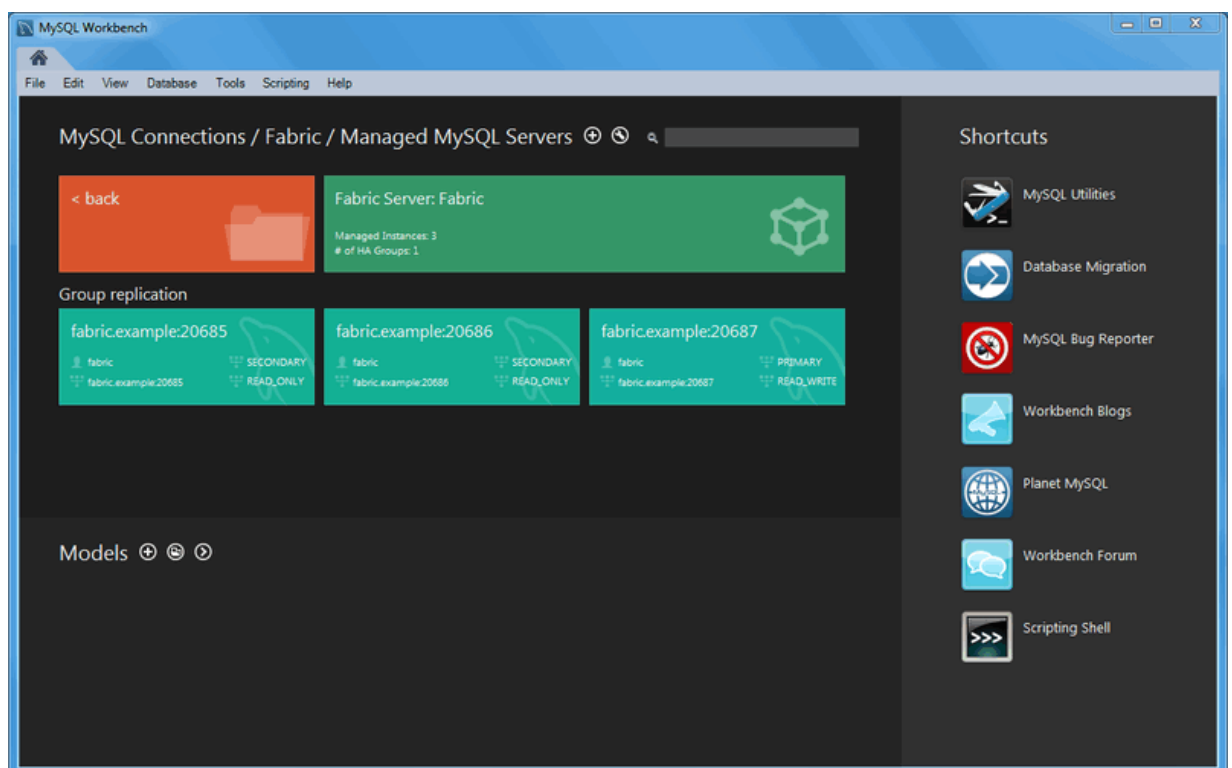 MySQL Workbench
File Edit View Database Tools Scripting Help
MySQL Connections / Fabric / Managed MySQL Servers
< back
Fabric Server: Fabric
Managed Instances: 3
# of HA Groups: 1
Group replication
fabric.example:20685
fabric SECONDARY
fabric.example:20685 READ_ONLY
fabric.example:20686
fabric SECONDARY
fabric.example:20686 READ_ONLY
fabric.example:20687
fabric PRIMARY
fabric.example:20687 READ_WRITE
Models
Shortcuts
MySQL Utilities
Database Migration
MySQL Bug Reporter
Workbench Blogs
Planet MySQL
Workbench Forum
>>> Scripting Shell